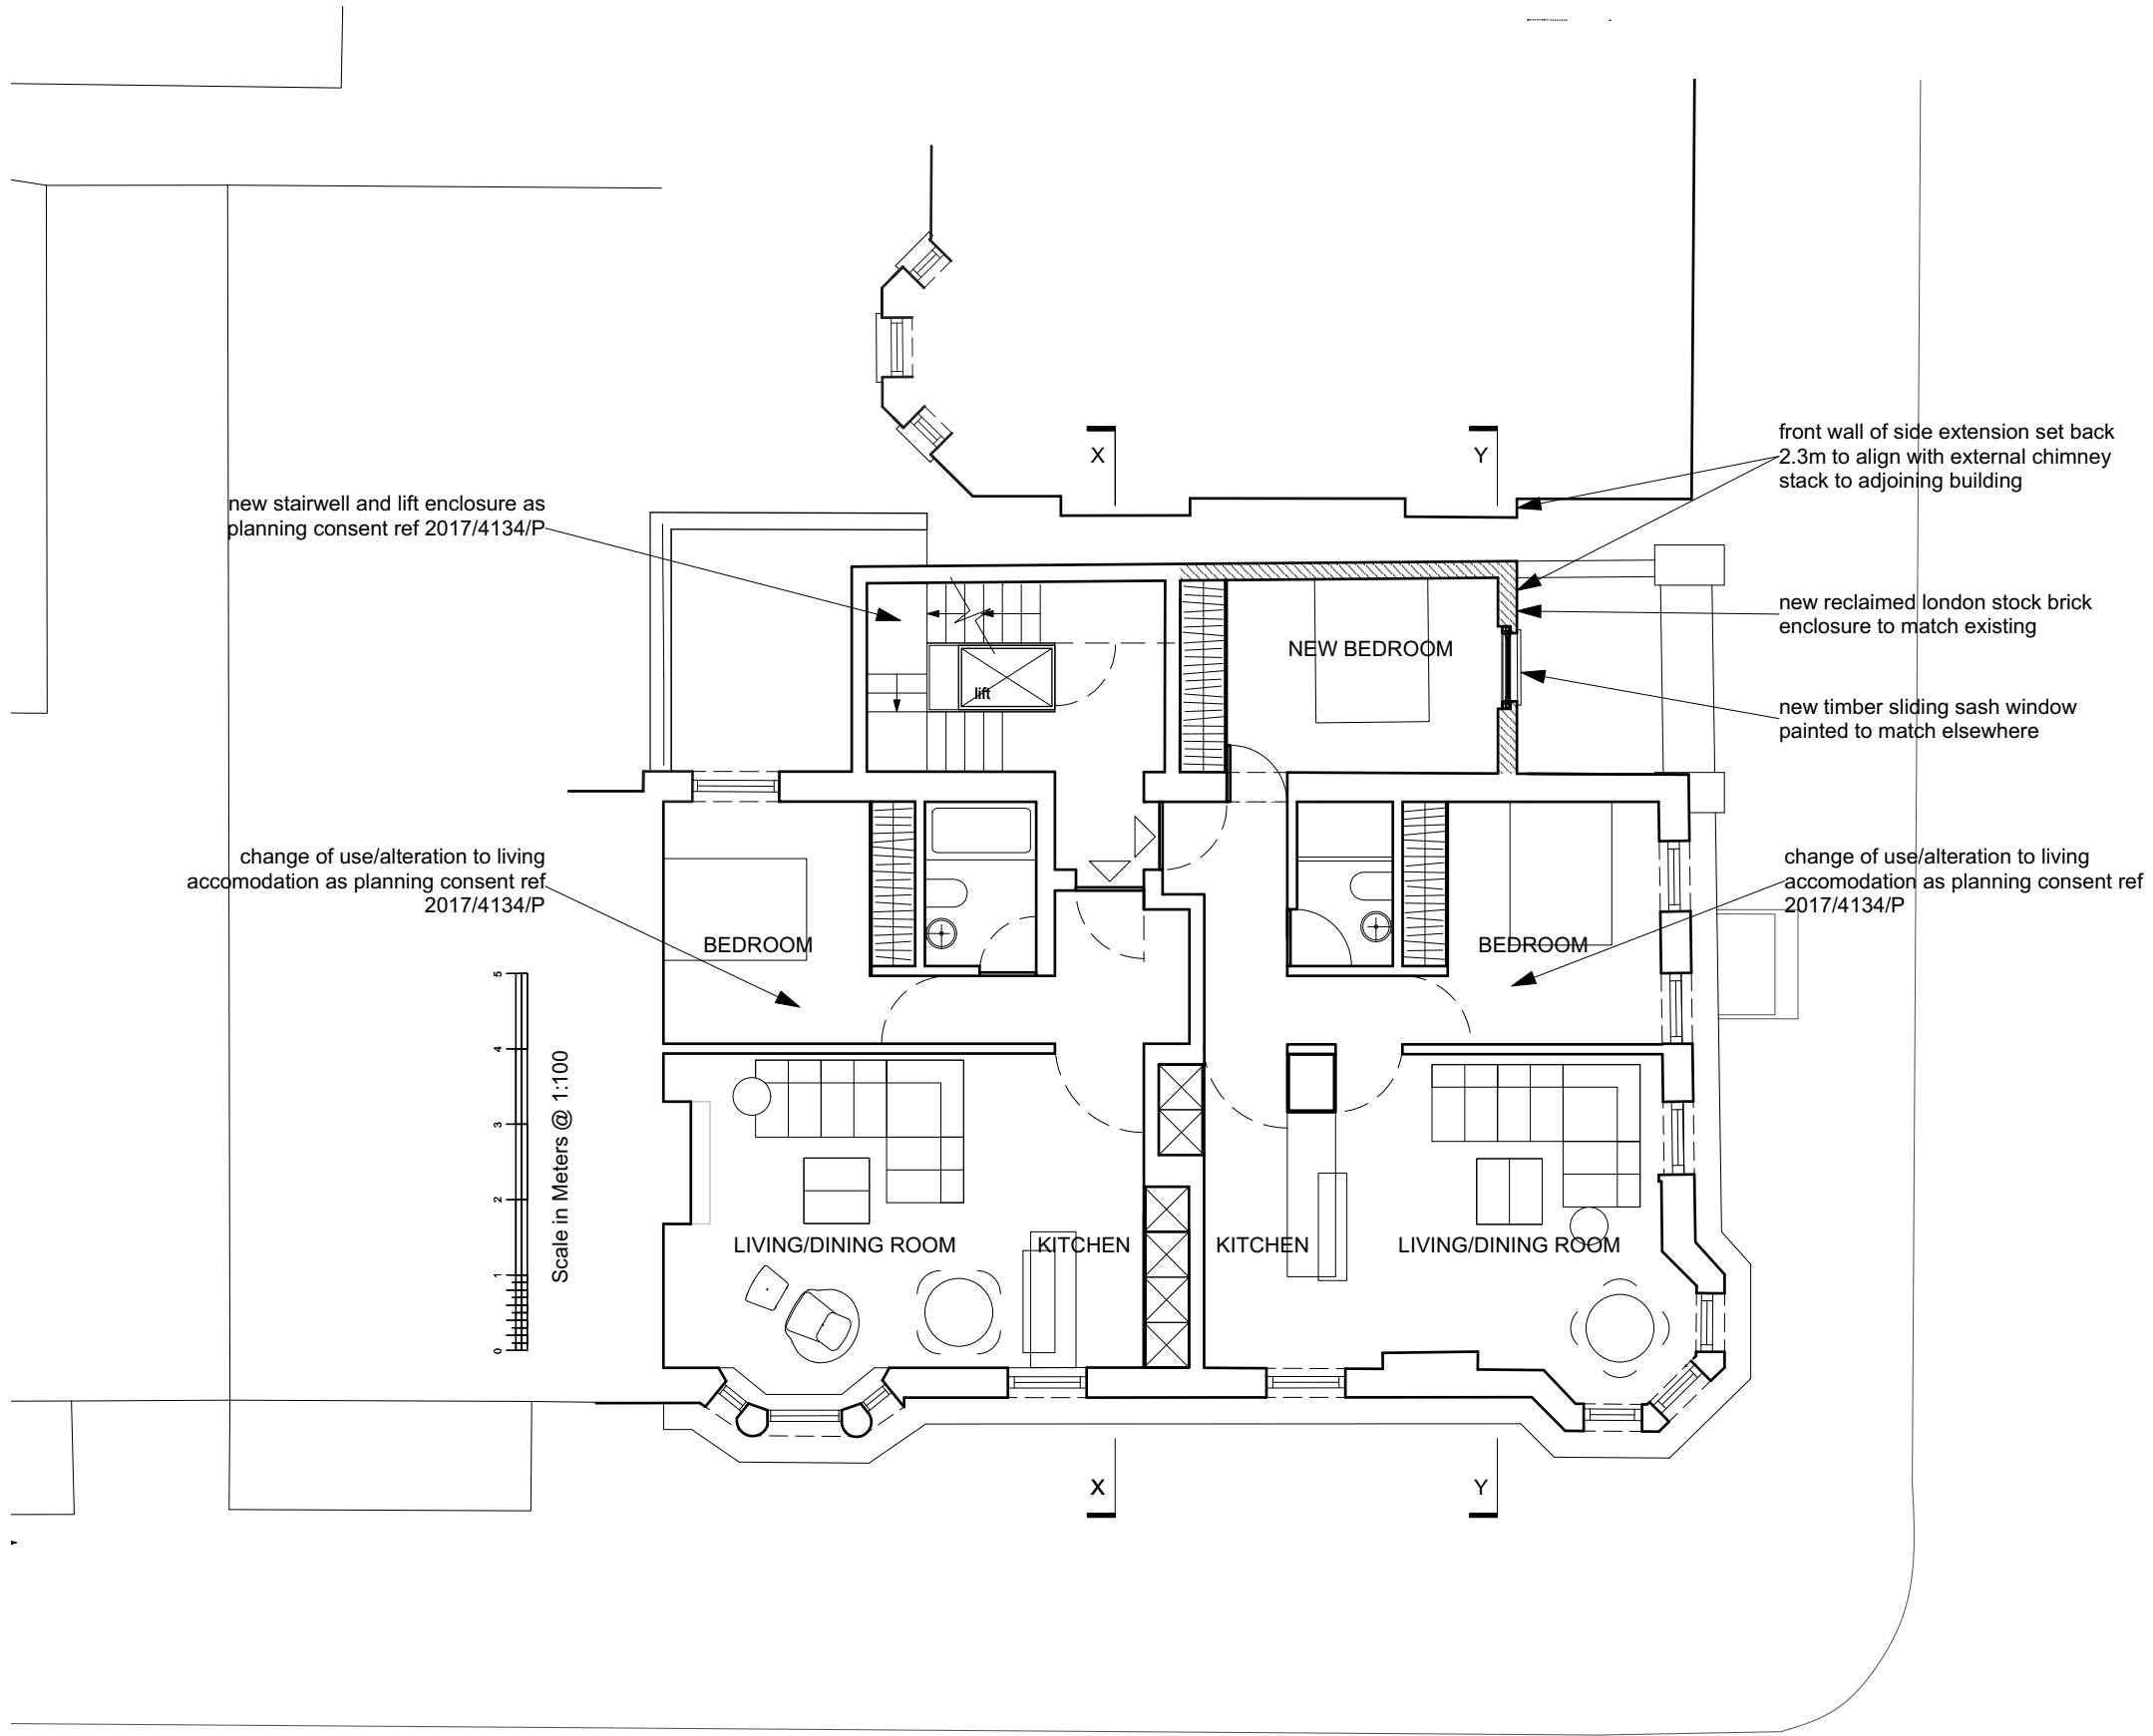 front wall of side extension set back
2.3m to align with external chimney
stack to adjoining building
X
Y
new stairwell and lift enclosure as
planning consent ref 2017/4134/P
new reclaimed london stock brick
enclosure to match existing
NEW BEDROOM
lift
new timber sliding sash window
painted to match elsewhere
change of use/alteration to living
accomodation as planning consent ref
2017/4134/P
change of use/alteration to living
accomodation as planning consent ref
2017/4134/P
BEDROOM
BEDROOM
5
4
3
2
1
0
Scale in Meters @ 1:100
LIVING/DINING ROOM
KITCHEN
KITCHEN
LIVING/DINING ROOM
X
Y